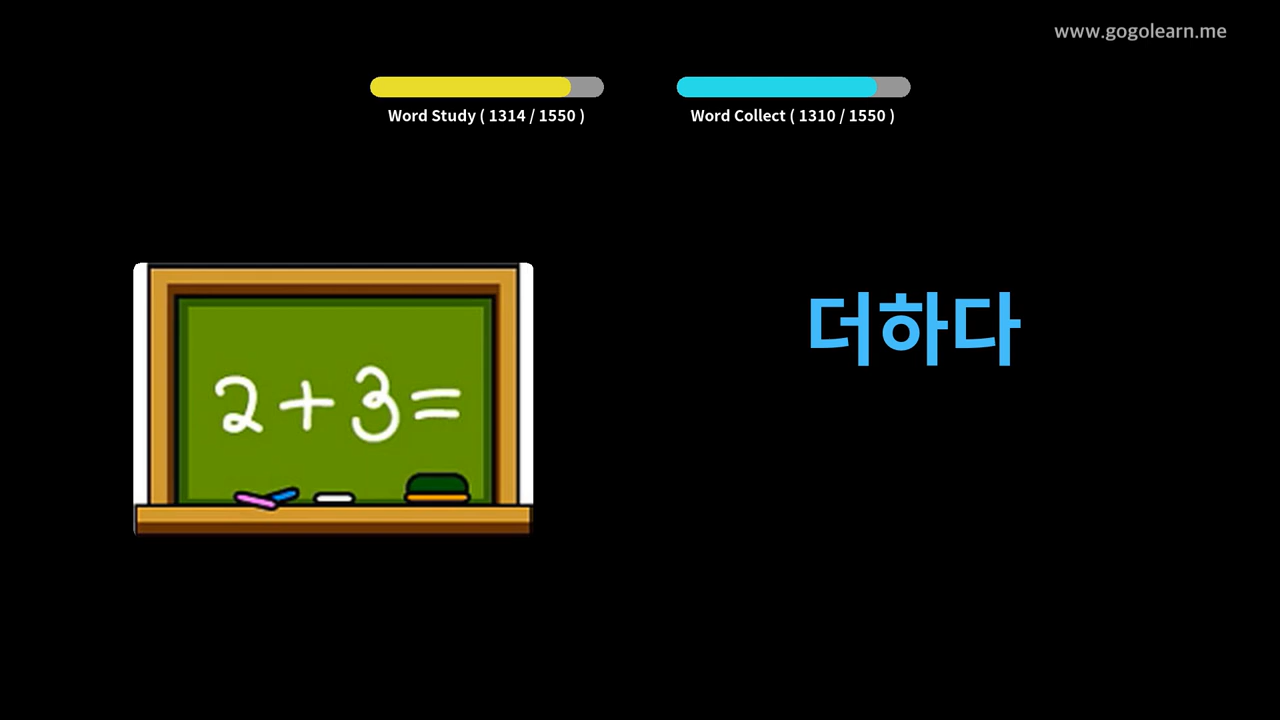 www.gogolearn.me
Word Study ( 1314 / 1550 )
Word Collect ( 1310 / 1550 )
2+3=
더하다